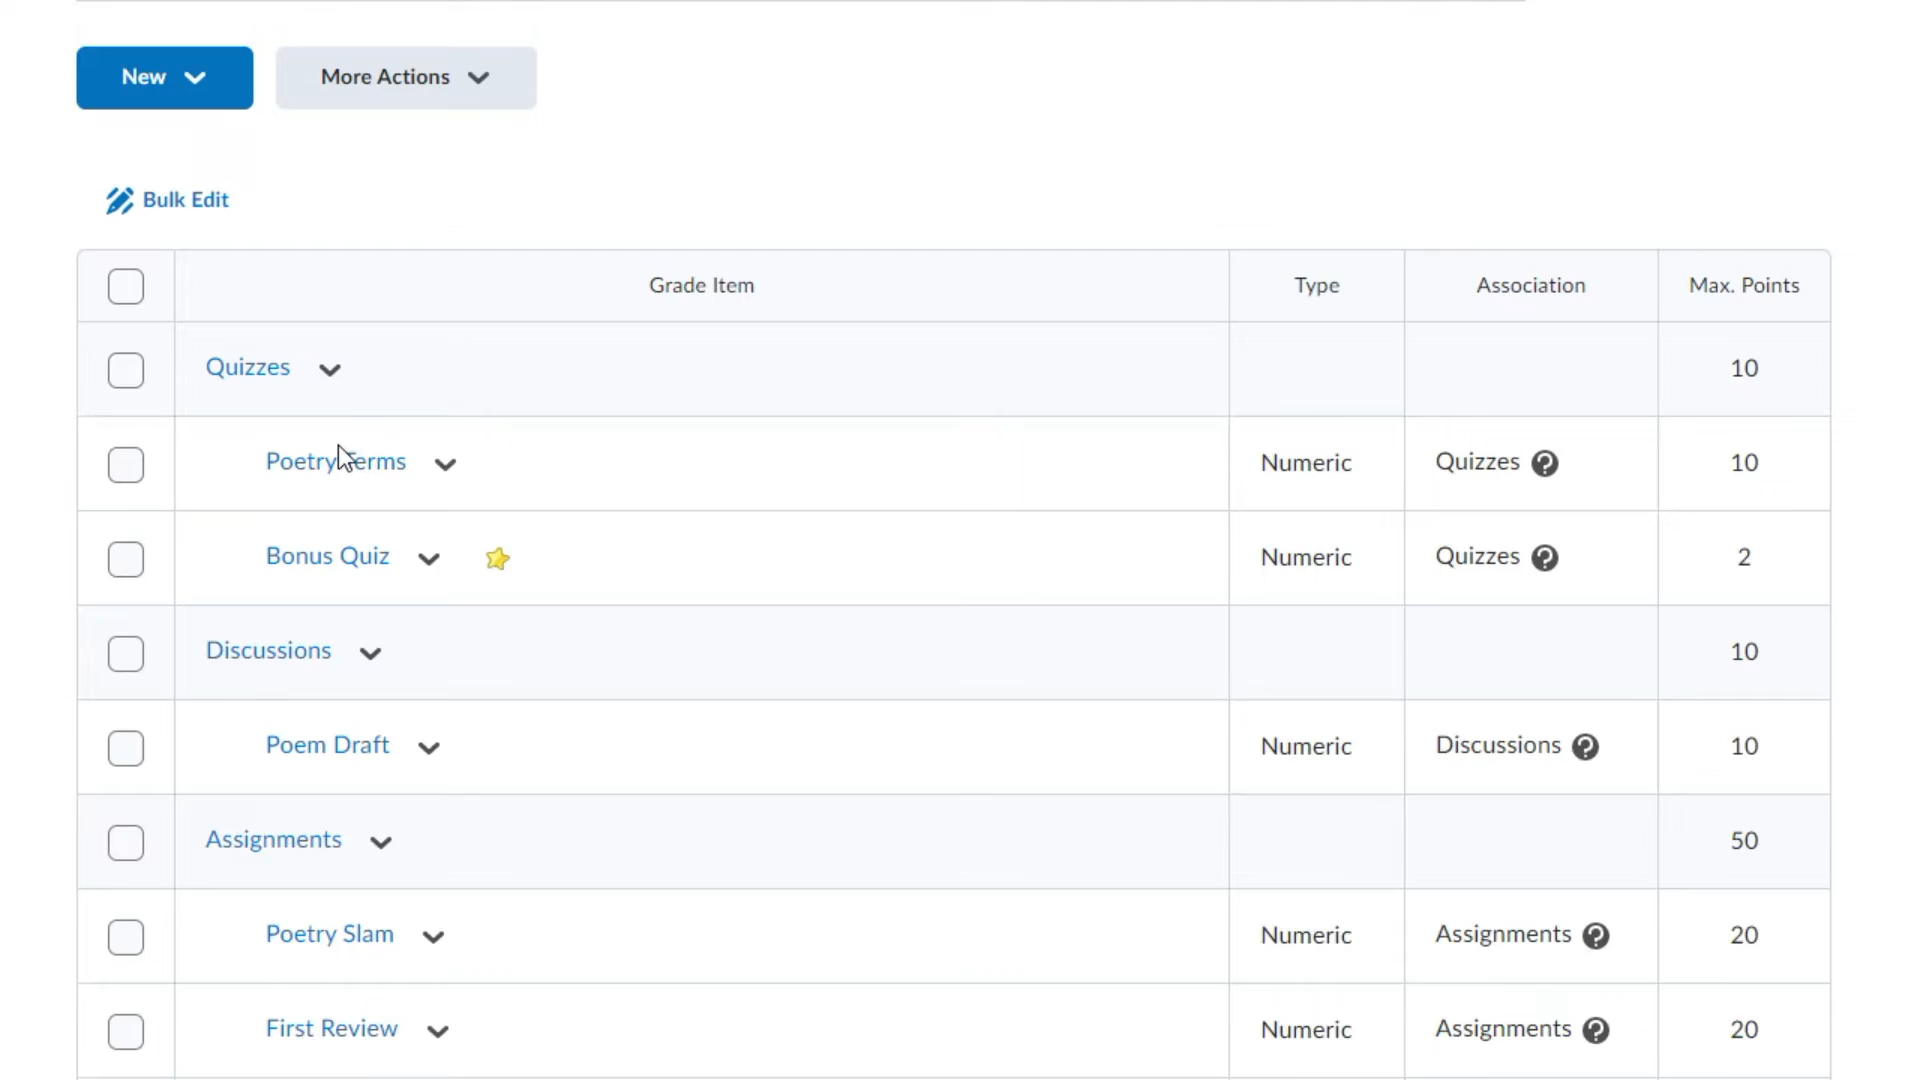 New
More Actions
Bulk Edit
Grade Item Type Association Max. Points
Quizzes 10
Poetry Terms Numeric Quizzes 10
Bonus Quiz Numeric Quizzes 2
Discussions 10
Poem Draft Numeric Discussions 10
Assignments 50
Poetry Slam Numeric Assignments 20
First Review Numeric Assignments 20